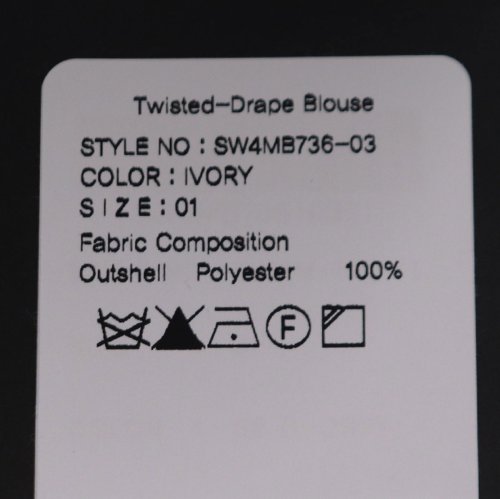 Twisted-Drape Blouse
STYLE NO : SW4MB736-03
COLOR : IVORY
SIZE : 01
Fabric Composition
Outshell Polyester 100%
F